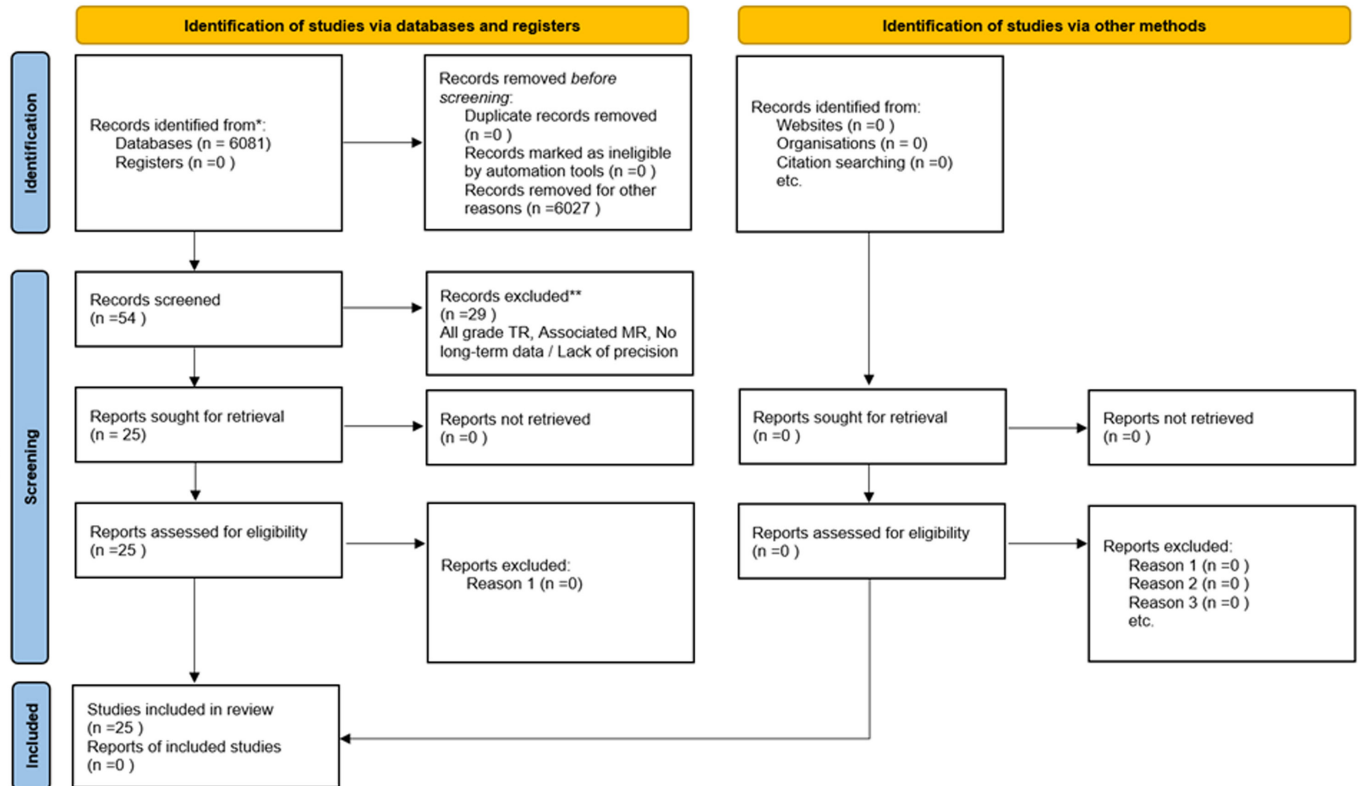 Identification of studies via databases and registers
Identification of studies via other methods
Identification
Records identified from*:
Databases (n = 6081)
Registers (n =0 )
Records removed before
screening:
Duplicate records removed
(n =0 )
Records marked as ineligible
by automation tools (n =0 )
Records removed for other
reasons (n =6027 )
Records identified from:
Websites (n =0 )
Organisations (n = 0)
Citation searching (n =0)
etc.
Screening
Records screened
(n =54 )
Records excluded**
(n =29 )
All grade TR, Associated MR, No
long-term data / Lack of precision
Reports sought for retrieval
(n = 25)
Reports not retrieved
(n =0 )
Reports sought for retrieval
(n =0 )
Reports not retrieved
(n =0 )
Reports assessed for eligibility
(n =25 )
Reports excluded:
Reason 1 (n =0)
Reports assessed for eligibility
(n =0 )
Reports excluded:
Reason 1 (n =0 )
Reason 2 (n =0 )
Reason 3 (n =0 )
etc.
Included
Studies included in review
(n =25 )
Reports of included studies
(n =0 )